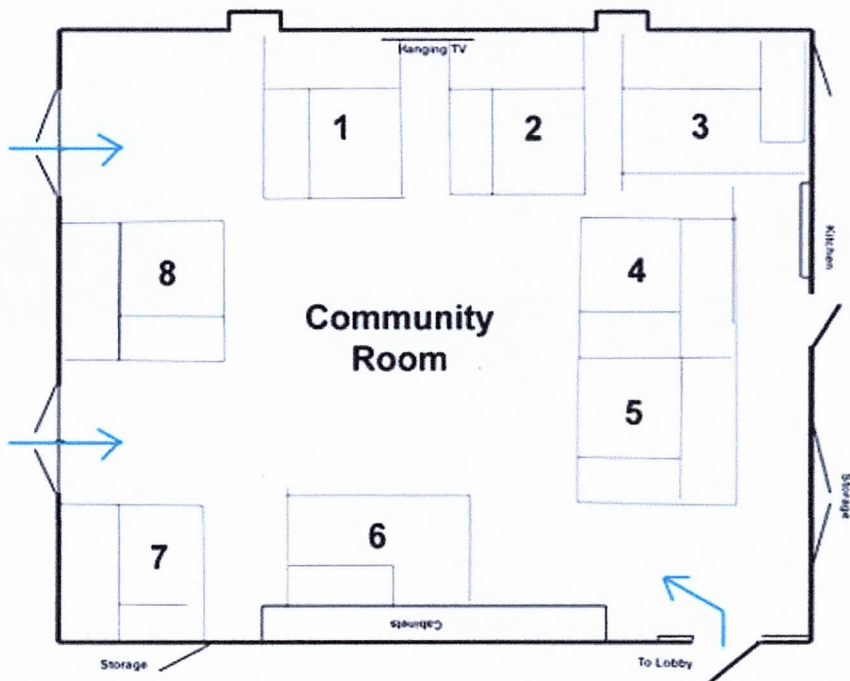 Hanging TV
1
2
3
Kitchen
8
4
Community
Room
5
Storage
7
6
Cabinets
Storage
To Lobby